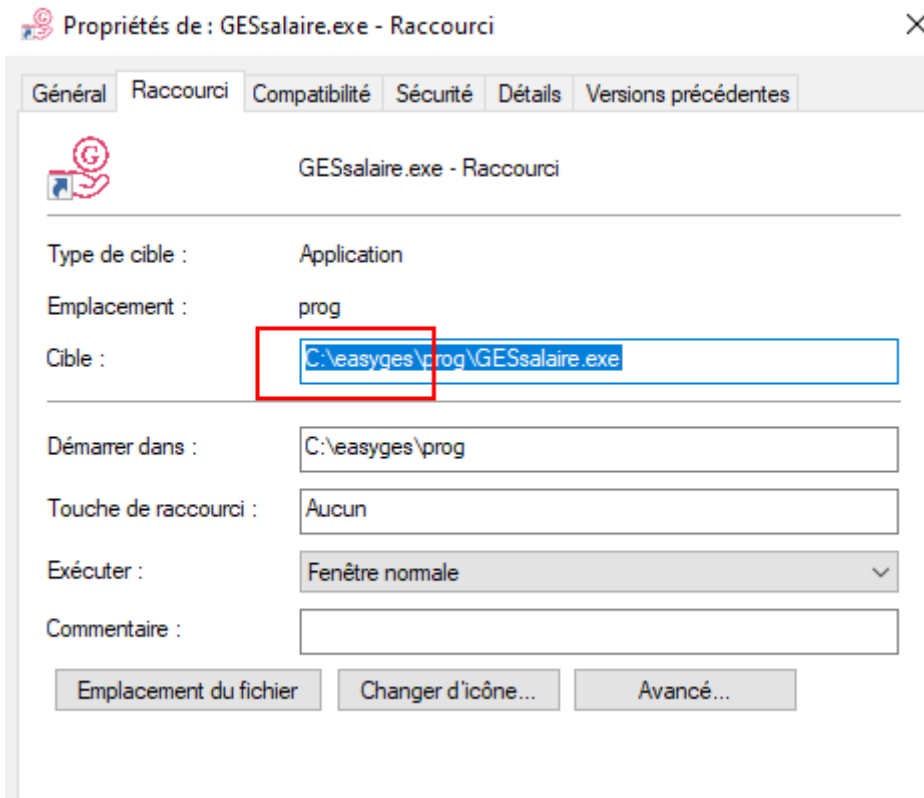 Propriétés de : GESsalaire.exe - Raccourci
Général Raccourci Compatibilité Sécurité Détails Versions précédentes
GESsalaire.exe - Raccourci
Type de cible : Application
Emplacement : prog
Cible : C:\easyges\prog\GESsalaire.exe
Démarrer dans : C:\easyges\prog
Touche de raccourci : Aucun
Exécuter : Fenêtre normale
Commentaire :
Emplacement du fichier Changer d'icône... Avancé...